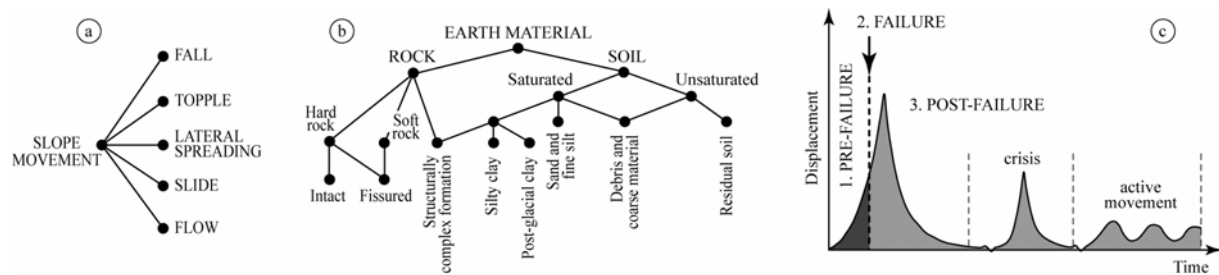 a
SLOPE
MOVEMENT
FALL
TOPPLE
LATERAL
SPREADING
SLIDE
FLOW
b
EARTH MATERIAL
ROCK
SOIL
Saturated
Unsaturated
Hard
rock
Soft
rock
Intact
Fissured
Structurally
complex formation
Silty clay
Post-glacial clay
Sand and
fine silt
Debris and
coarse material
Residual soil
c
2. FAILURE
Displacement
1. PRE-FAILURE
3. POST-FAILURE
crisis
active
movement
Time